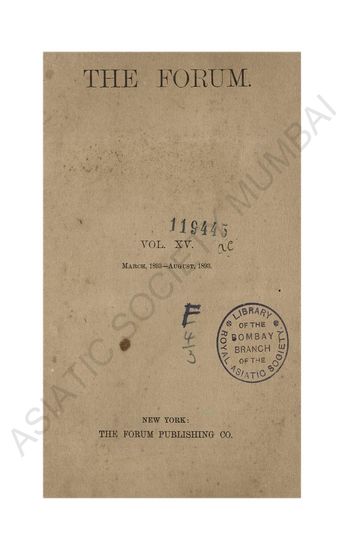 THE FORUM.
119445
VOL. XV.
MARCH, 1893—AUGUST, 1893.
F
LIBRARY
OF THE
BOMBAY
BRANCH
OF THE
ROYAL ASIATIC SOCIETY.
NEW YORK:
THE FORUM PUBLISHING CO.
ASIATIC SOCIETY MUMBAI